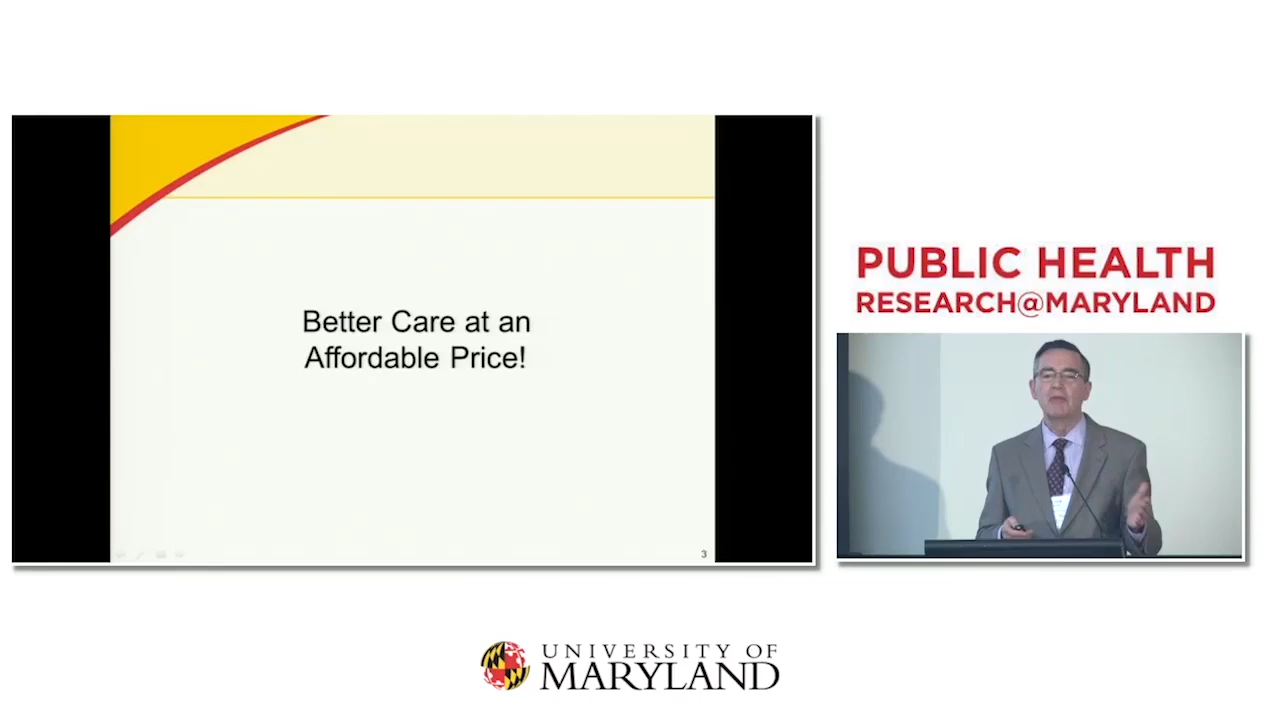 Better Care at an
Affordable Price!
3
PUBLIC HEALTH
RESEARCH@MARYLAND
UNIVERSITY OF
MARYLAND